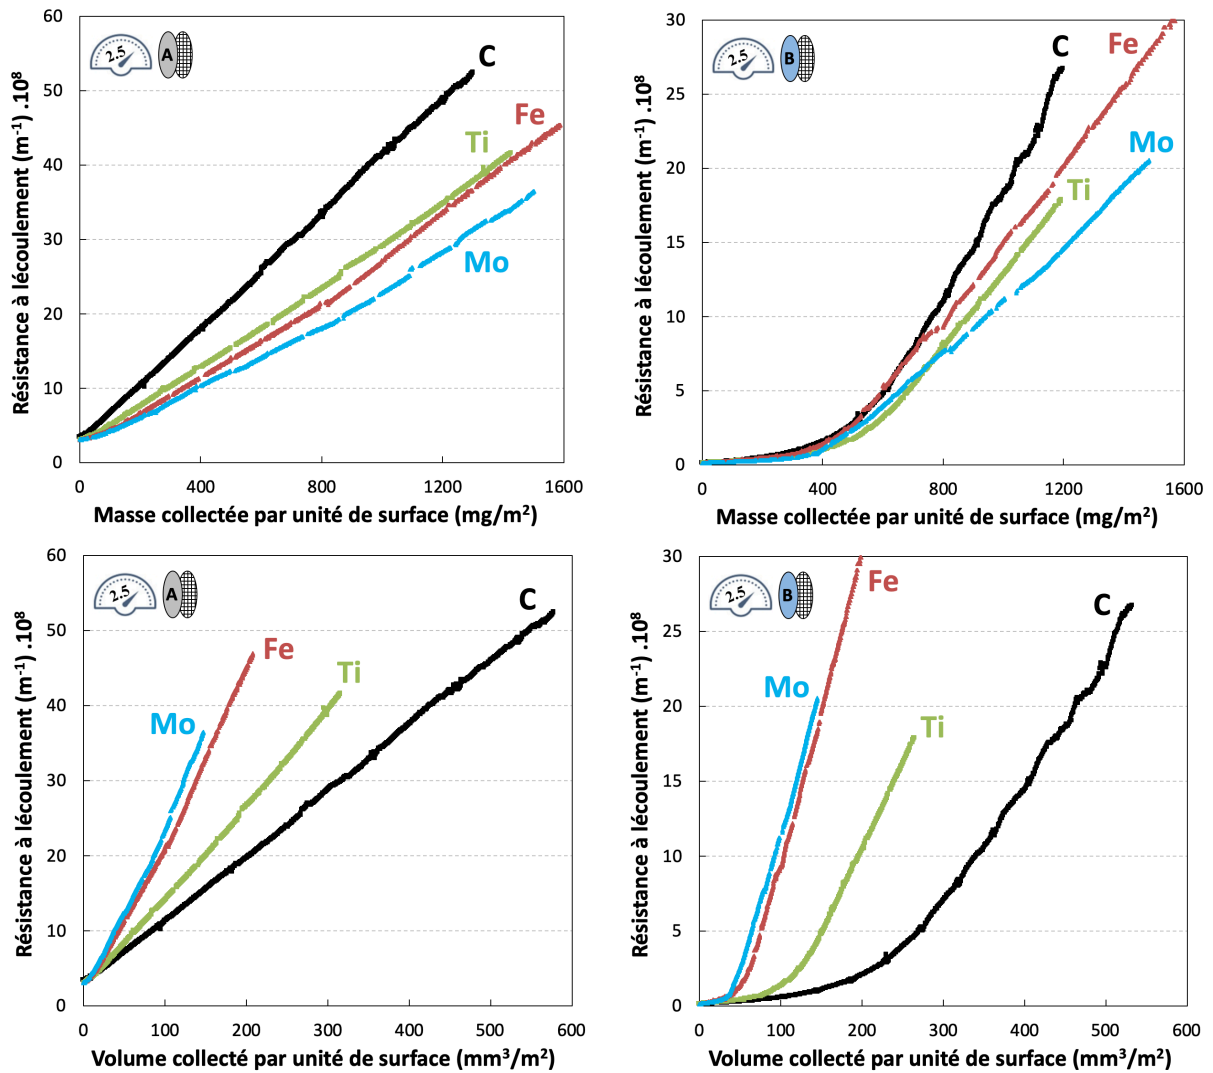 60
50
40
30
20
10
0
Résistance à lécoulement (m-1) .10⁸
2.5
A
C
Fe
Ti
Mo
0 400 800 1200 1600
Masse collectée par unité de surface (mg/m²)
30
25
20
15
10
5
0
Résistance à lécoulement (m-1) .10⁸
2.5
B
C
Fe
Mo
Ti
0 400 800 1200 1600
Masse collectée par unité de surface (mg/m²)
60
50
40
30
20
10
0
Résistance à lécoulement (m-1) .10⁸
2.5
A
C
Fe
Ti
Mo
0 100 200 300 400 500 600
Volume collecté par unité de surface (mm³/m²)
30
25
20
15
10
5
0
Résistance à lécoulement (m-1) .10⁸
2.5
B
Fe
C
Mo
Ti
0 100 200 300 400 500 600
Volume collecté par unité de surface (mm³/m²)